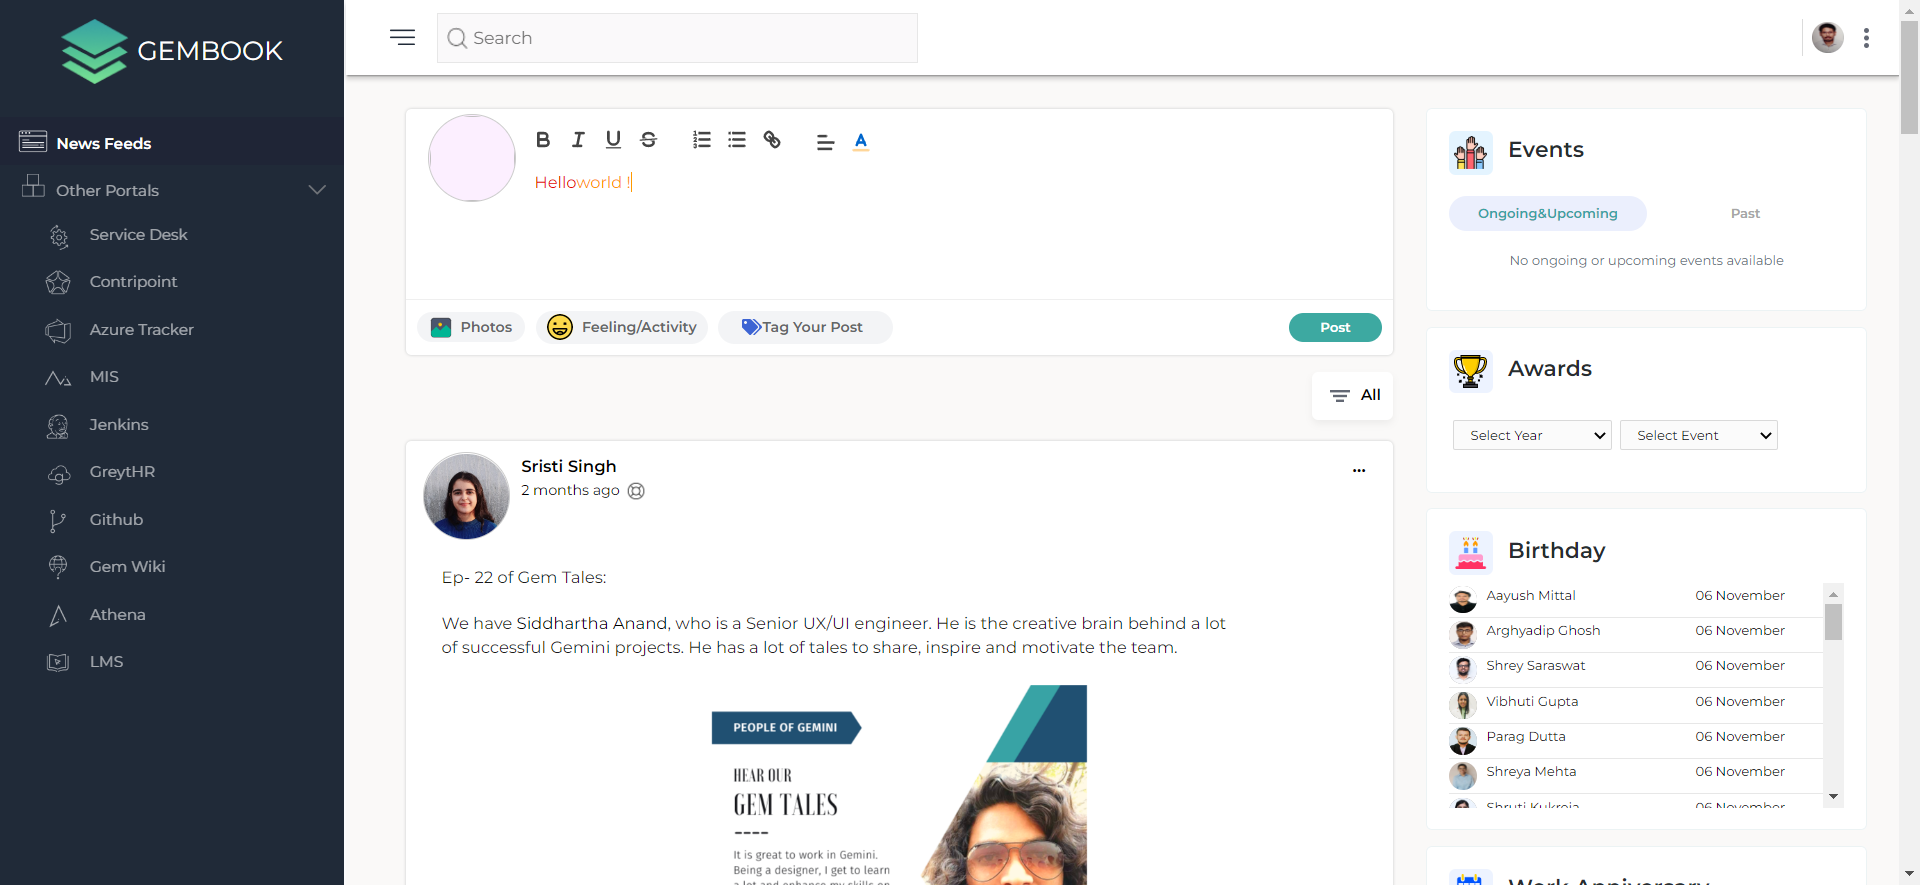 GEMBOOK
Search
News Feeds
Other Portals
Service Desk
Contripoint
Azure Tracker
MIS
Jenkins
GreytHR
Github
Gem Wiki
Athena
LMS
B I U S A
Helloworld !
Photos
Feeling/Activity
Tag Your Post
Post
All
Sristi Singh
2 months ago
Ep- 22 of Gem Tales:
We have Siddhartha Anand, who is a Senior UX/UI engineer. He is the creative brain behind a lot
of successful Gemini projects. He has a lot of tales to share, inspire and motivate the team.
PEOPLE OF GEMINI
HEAR OUR
GEM TALES
It is great to work in Gemini.
Being a designer, I get to learn
a lot and enhance my skills on
Events
Ongoing&Upcoming
Past
No ongoing or upcoming events available
Awards
Select Year
Select Event
Birthday
Aayush Mittal 06 November
Arghyadip Ghosh 06 November
Shrey Saraswat 06 November
Vibhuti Gupta 06 November
Parag Dutta 06 November
Shreya Mehta 06 November
Shruti Kukreja 06 November
Work Anniversary